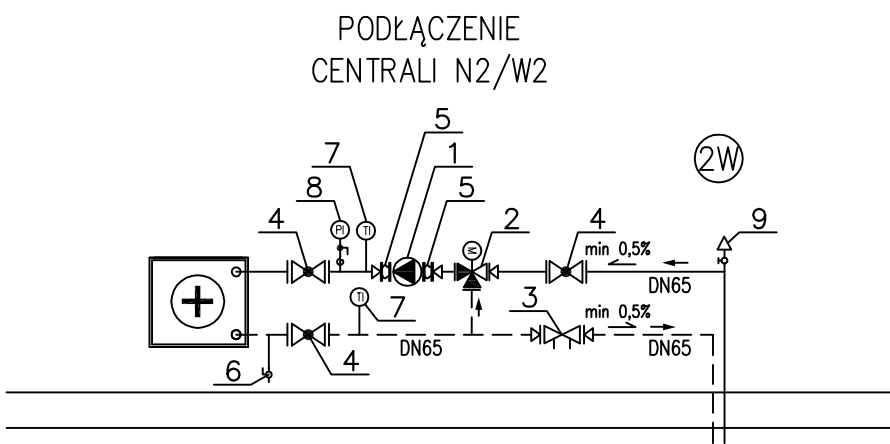 PODŁĄCZENIE
CENTRALI N2/W2
5
7
1
2W
8
5
4
2
4
9
PI
TI
M
min 0,5%
DN65
TI
7
3
min 0,5%
6
4
DN65
DN65